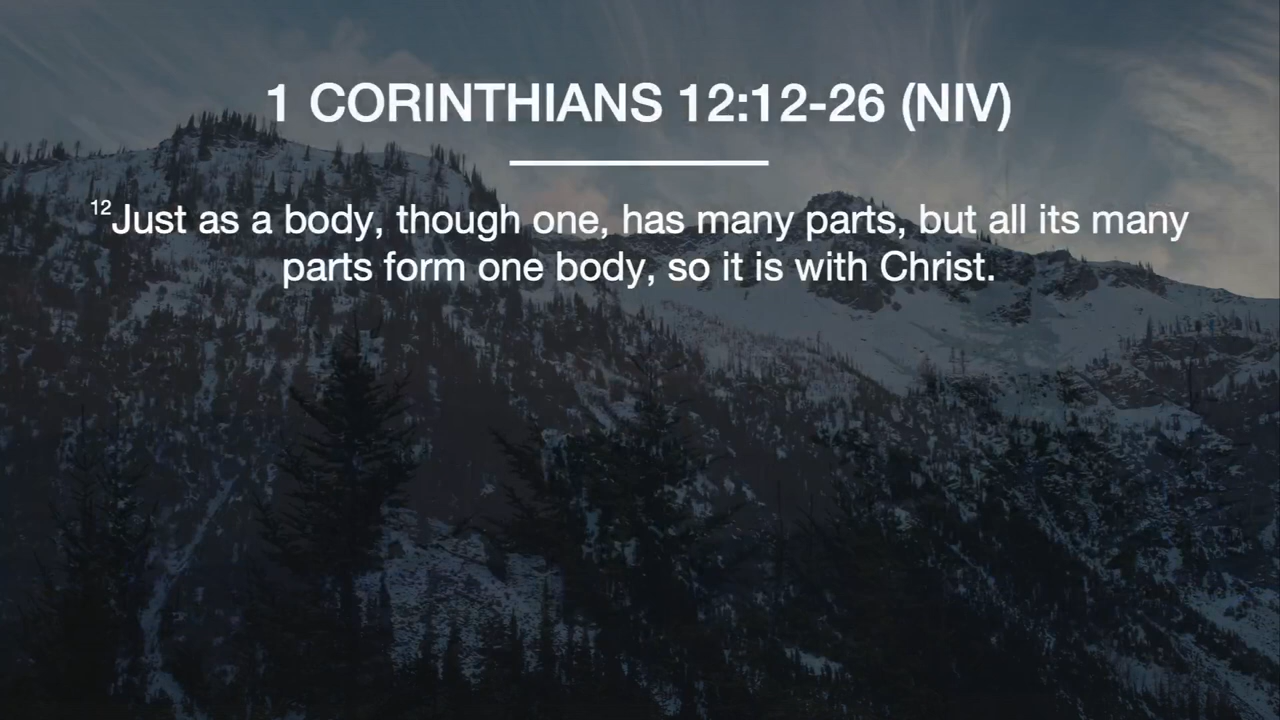 1 CORINTHIANS 12:12-26 (NIV)
12Just as a body, though one, has many parts, but all its many
parts form one body, so it is with Christ.